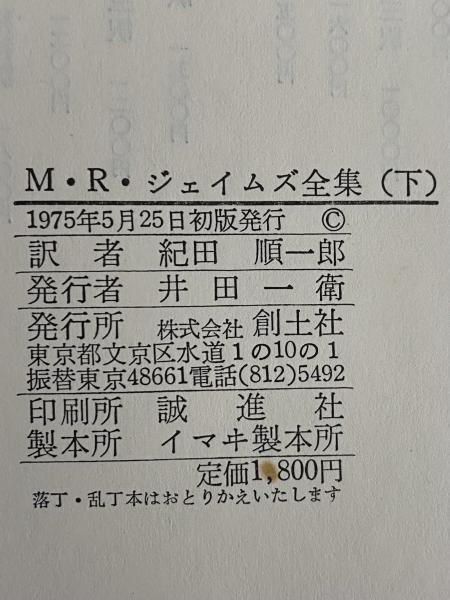 M・R・ジェイムズ全集（下）
1975年5月25日初版発行 ©
訳者 紀田 順一郎
発行者 井田一衛
発行所 株式会社 創土社
東京都文京区水道1の10の1
振替東京48661電話(812)5492
印刷所 誠進社
製本所 イマキ製本所
定価1,800円
落丁・乱丁本はおとりかえいたします